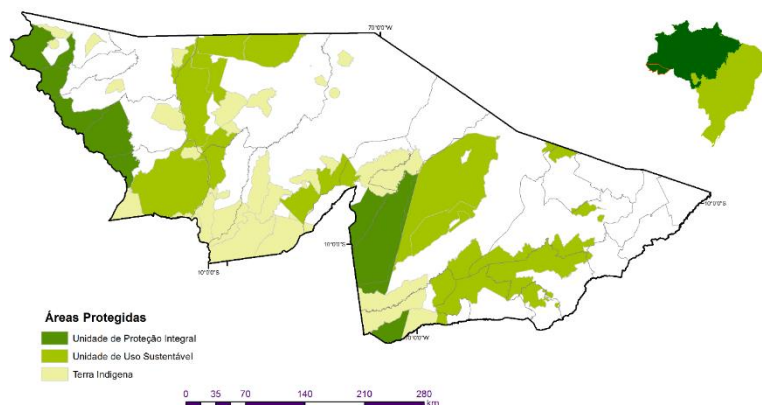 70°0'0"W
10°0'0"S
10°0'0"S
10°0'0"S
70°0'0"W
Áreas Protegidas
Unidade de Proteção Integral
Unidade de Uso Sustentável
Terra Indígena
0 35 70 140 210 280
km